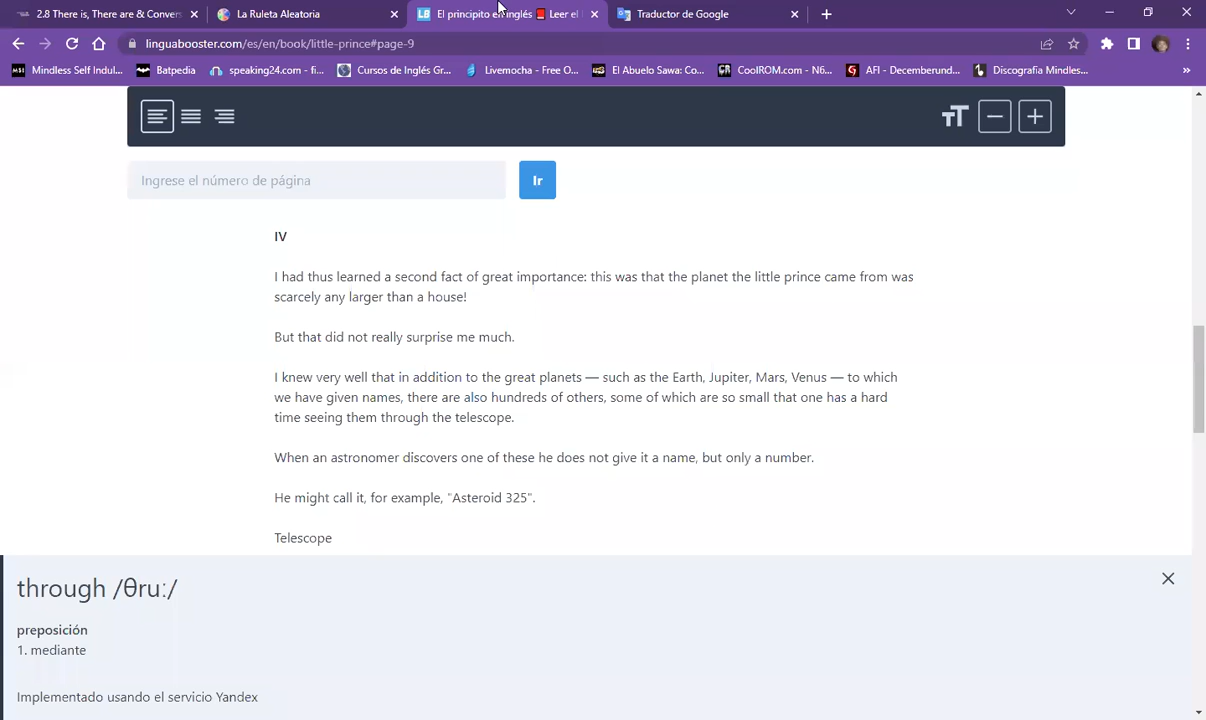 2.8 There is, There are & Conver
La Ruleta Aleatoria
El principito en inglés 📕 Leer el
Traductor de Google
linguabooster.com/es/en/book/little-prince#page-9
Mindless Self Indul...
Batpedia
speaking24.com - fi...
Cursos de Inglés Gr...
Livemocha - Free O...
El Abuelo Sawa: Co...
CoolROM.com - N6...
AFI - Decemberund...
Discografia Mindles...
»
Ingrese el número de página
Ir
IV
I had thus learned a second fact of great importance: this was that the planet the little prince came from was
scarcely any larger than a house!
But that did not really surprise me much.
I knew very well that in addition to the great planets — such as the Earth, Jupiter, Mars, Venus — to which
we have given names, there are also hundreds of others, some of which are so small that one has a hard
time seeing them through the telescope.
When an astronomer discovers one of these he does not give it a name, but only a number.
He might call it, for example, "Asteroid 325".
Telescope
through /θruː/
preposición
1. mediante
Implementado usando el servicio Yandex